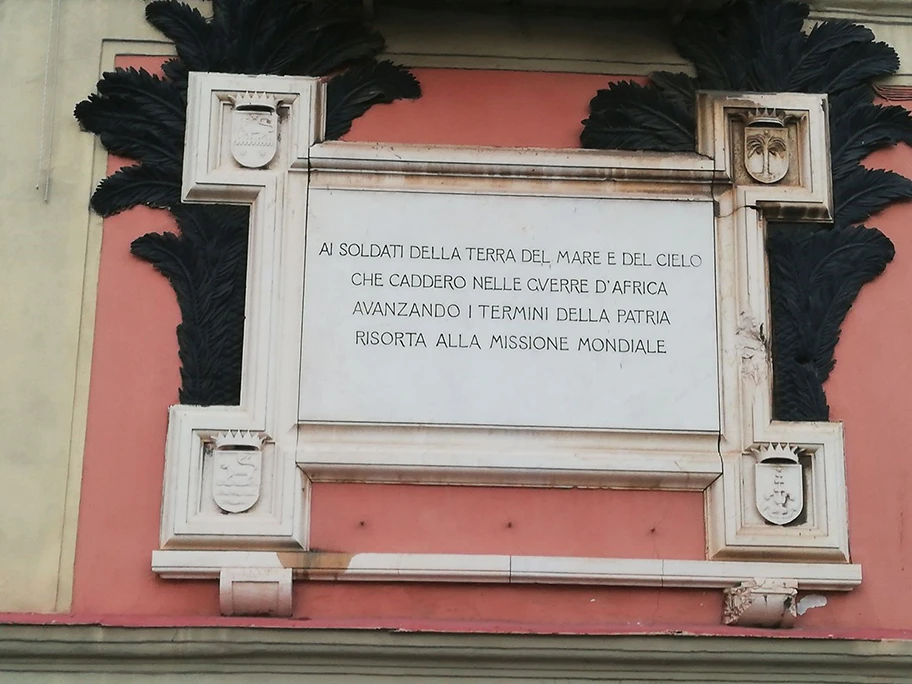 AI SOLDATI DELLA TERRA DEL MARE E DEL CIELO
CHE CADDERO NELLE GVERRE D'AFRICA
AVANZANDO I TERMINI DELLA PATRIA
RISORTA ALLA MISSIONE MONDIALE